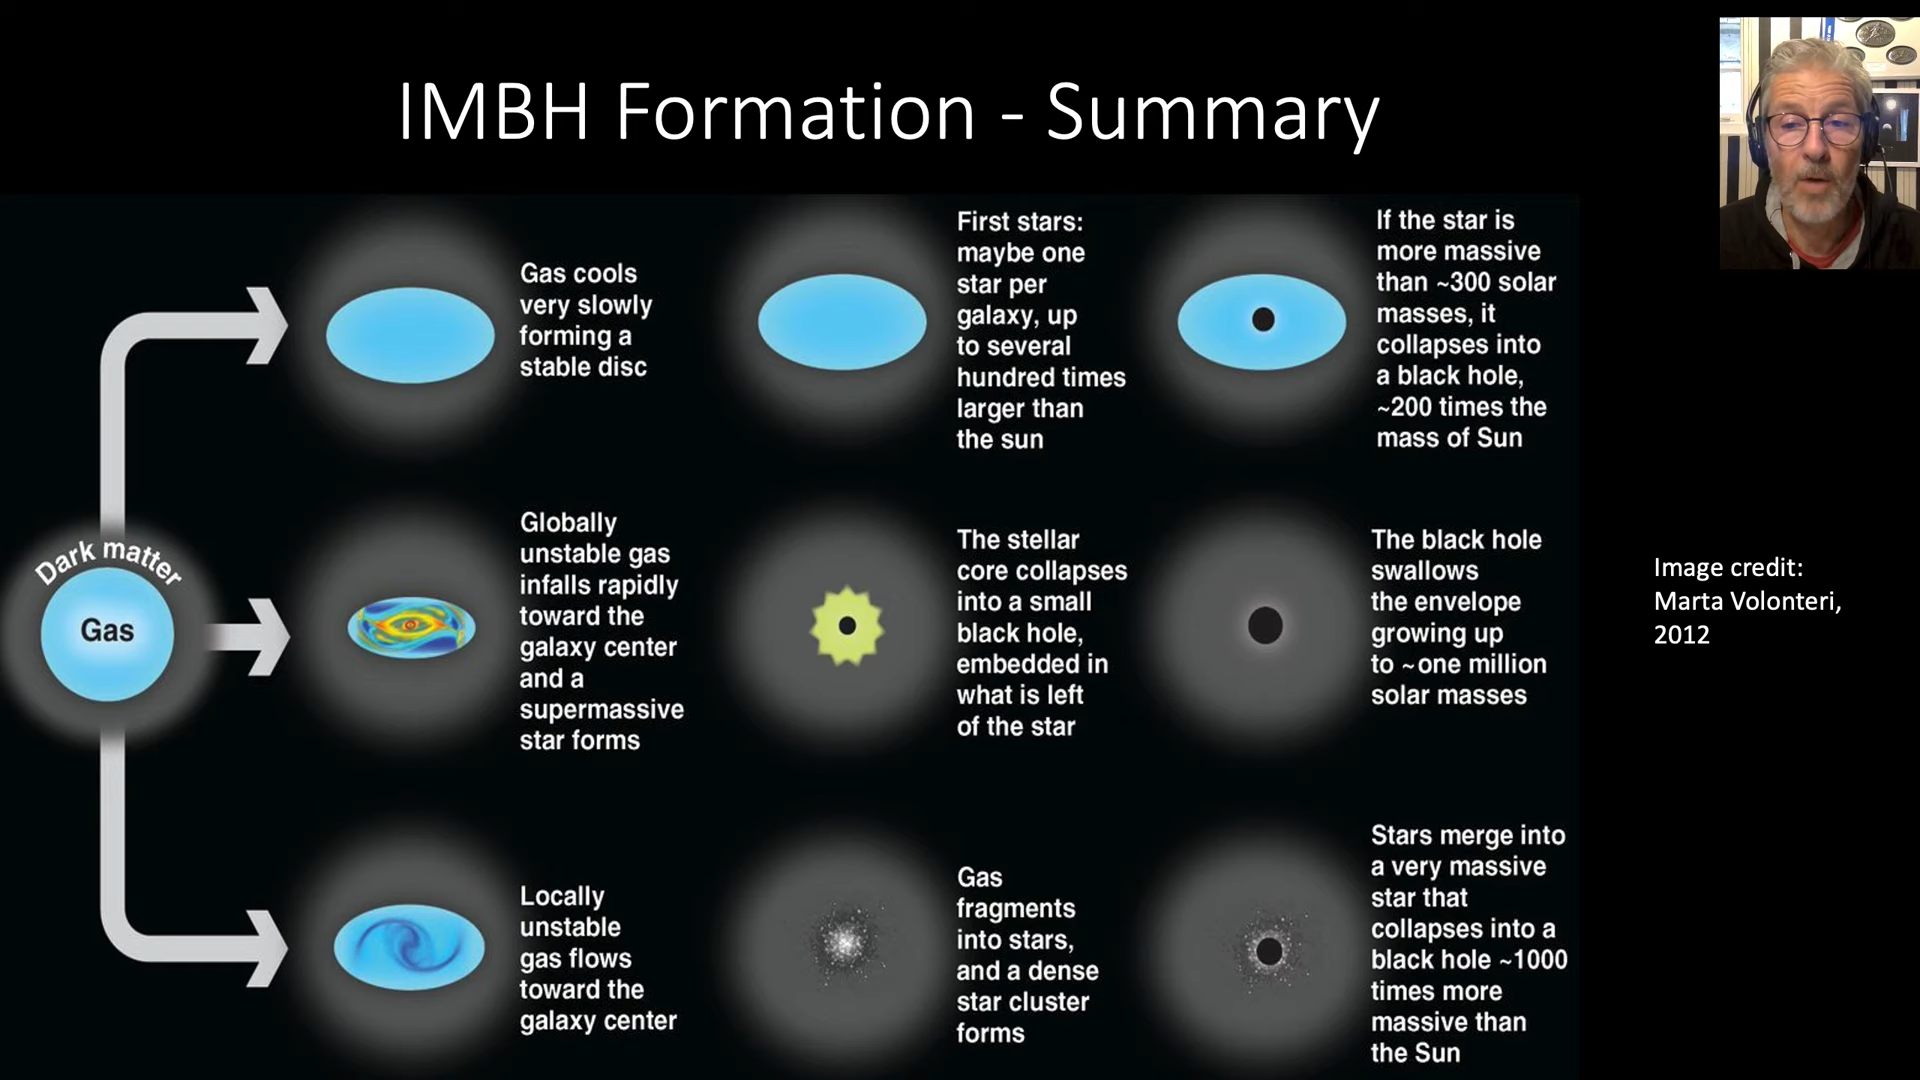 IMBH Formation - Summary
Gas cools
very slowly
forming a
stable disc
First stars:
maybe one
star per
galaxy, up
to several
hundred times
larger than
the sun
If the star is
more massive
than ~300 solar
masses, it
collapses into
a black hole,
~200 times the
mass of Sun
Dark matter
Gas
Globally
unstable gas
infalls rapidly
toward the
galaxy center
and a
supermassive
star forms
The stellar
core collapses
into a small
black hole,
embedded in
what is left
of the star
The black hole
swallows
the envelope
growing up
to ~one million
solar masses
Image credit:
Marta Volonteri,
2012
Locally
unstable
gas flows
toward the
galaxy center
Gas
fragments
into stars,
and a dense
star cluster
forms
Stars merge into
a very massive
star that
collapses into a
black hole ~1000
times more
massive than
the Sun